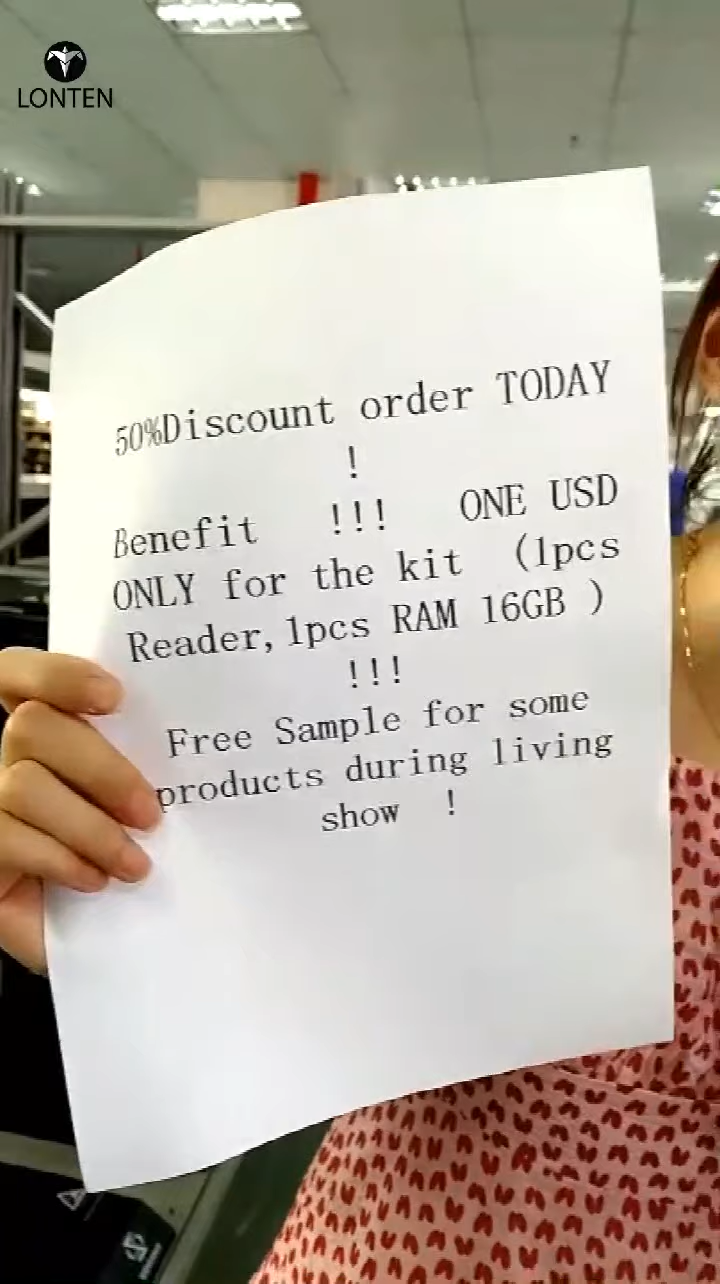 LONTEN
50%Discount order TODAY
!
Benefit !!! ONE USD
ONLY for the kit (1pcs
Reader, 1pcs RAM 16GB )
!!!
Free Sample for some
products during living
show !